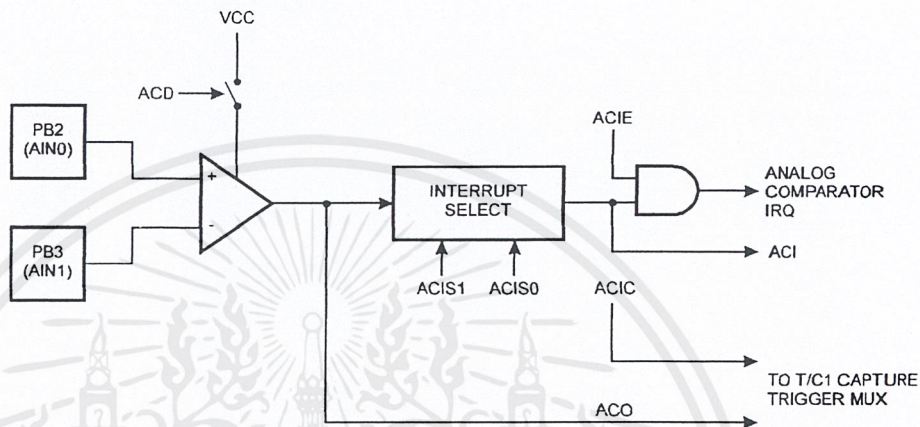 VCC
ACD
PB2
(AIN0)
+
-
PB3
(AIN1)
INTERRUPT
SELECT
ACIS1
ACIS0
ACIE
ANALOG
COMPARATOR
IRQ
ACI
ACIC
TO T/C1 CAPTURE
TRIGGER MUX
ACO